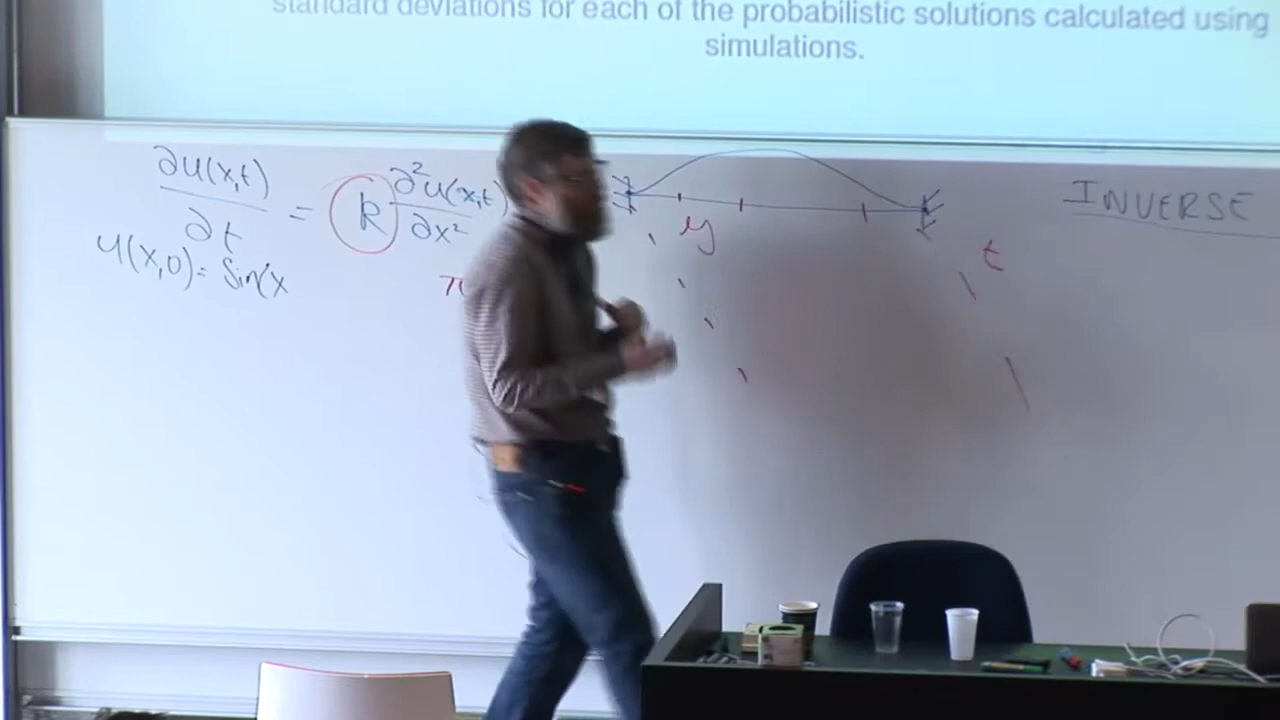 standard deviations for each of the probabilistic solutions calculated using
simulations.
∂u(x,t)/∂t = k ∂²u(x,t)/∂x²
u(x,0) = Sin(x
π
y
t
INVERSE